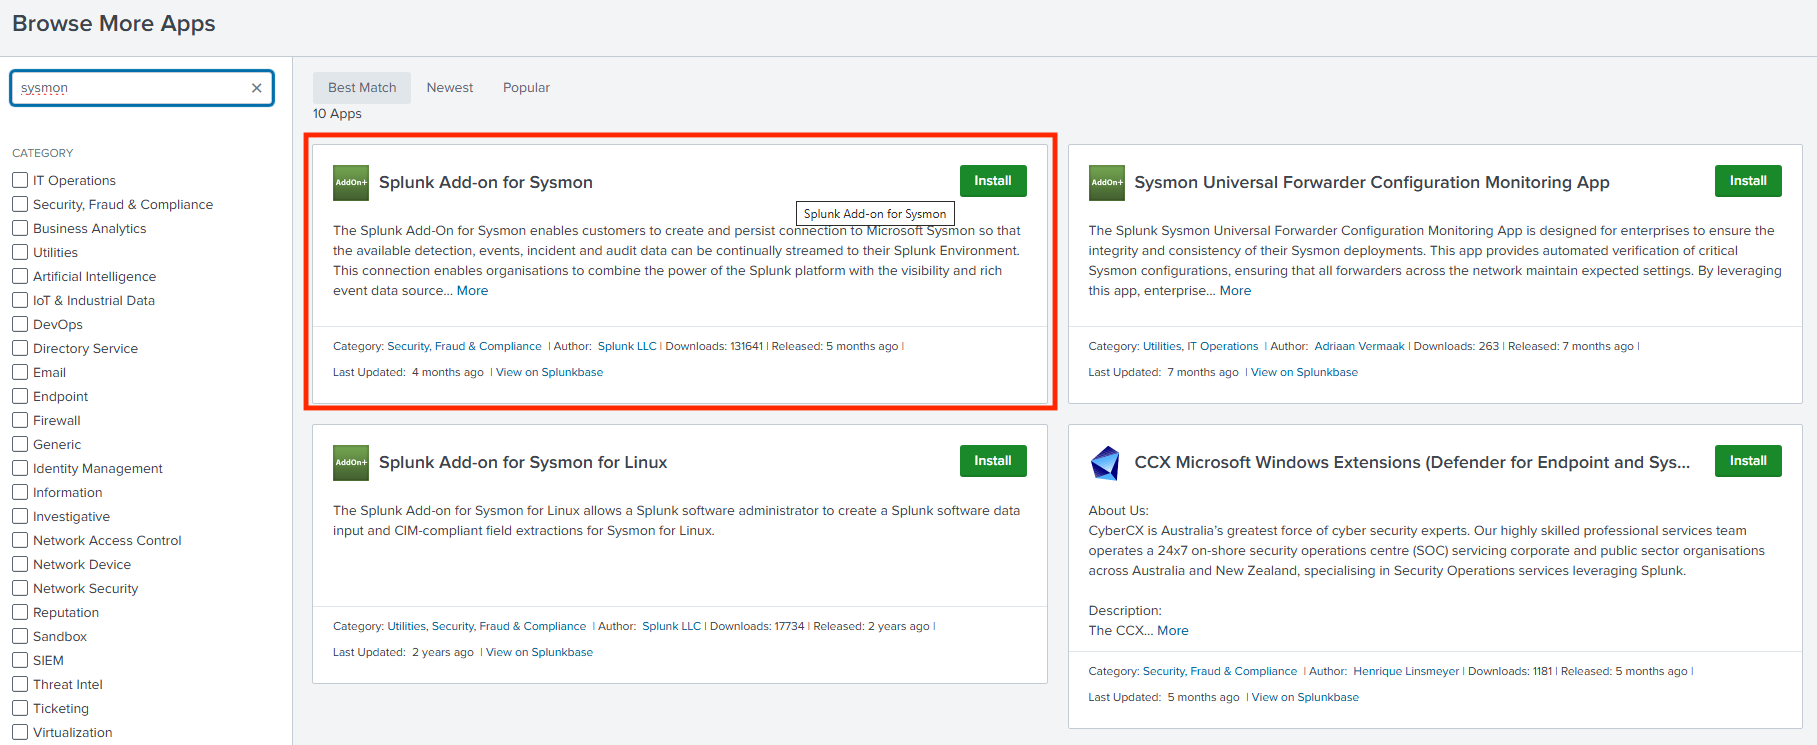 Browse More Apps
sysmon
CATEGORY
IT Operations
Security, Fraud & Compliance
Business Analytics
Utilities
Artificial Intelligence
IoT & Industrial Data
DevOps
Directory Service
Email
Endpoint
Firewall
Generic
Identity Management
Information
Investigative
Network Access Control
Network Device
Network Security
Reputation
Sandbox
SIEM
Threat Intel
Ticketing
Virtualization
Best Match Newest Popular
10 Apps
AddOn+ Splunk Add-on for Sysmon Install
Splunk Add-on for Sysmon
The Splunk Add-On for Sysmon enables customers to create and persist connection to Microsoft Sysmon so that
the available detection, events, incident and audit data can be continually streamed to their Splunk Environment.
This connection enables organisations to combine the power of the Splunk platform with the visibility and rich
event data source... More
Category: Security, Fraud & Compliance | Author: Splunk LLC | Downloads: 131641 | Released: 5 months ago |
Last Updated: 4 months ago | View on Splunkbase
AddOn+ Sysmon Universal Forwarder Configuration Monitoring App Install
The Splunk Sysmon Universal Forwarder Configuration Monitoring App is designed for enterprises to ensure the
integrity and consistency of their Sysmon deployments. This app provides automated verification of critical
Sysmon configurations, ensuring that all forwarders across the network maintain expected settings. By leveraging
this app, enterprise... More
Category: Utilities, IT Operations | Author: Adriaan Vermaak | Downloads: 263 | Released: 7 months ago |
Last Updated: 7 months ago | View on Splunkbase
AddOn+ Splunk Add-on for Sysmon for Linux Install
The Splunk Add-on for Sysmon for Linux allows a Splunk software administrator to create a Splunk software data
input and CIM-compliant field extractions for Sysmon for Linux.
Category: Utilities, Security, Fraud & Compliance | Author: Splunk LLC | Downloads: 17734 | Released: 2 years ago |
Last Updated: 2 years ago | View on Splunkbase
CCX Microsoft Windows Extensions (Defender for Endpoint and Sys... Install
About Us:
CyberCX is Australia's greatest force of cyber security experts. Our highly skilled professional services team
operates a 24x7 on-shore security operations centre (SOC) servicing corporate and public sector organisations
across Australia and New Zealand, specialising in Security Operations services leveraging Splunk.
Description:
The CCX... More
Category: Security, Fraud & Compliance | Author: Henrique Linsmeyer | Downloads: 1181 | Released: 5 months ago |
Last Updated: 5 months ago | View on Splunkbase